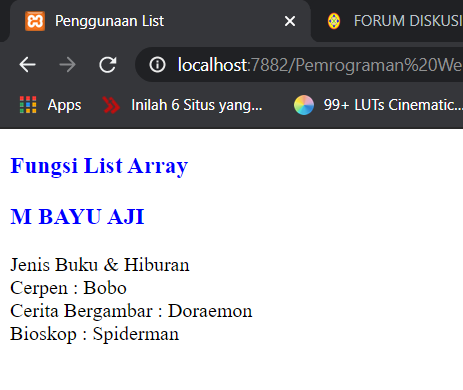 Penggunaan List
FORUM DISKUSI
localhost:7882/Pemrograman%20We
Apps
Inilah 6 Situs yang...
99+ LUTs Cinematic...
Fungsi List Array
M BAYU AJI
Jenis Buku & Hiburan
Cerpen : Bobo
Cerita Bergambar : Doraemon
Bioskop : Spiderman